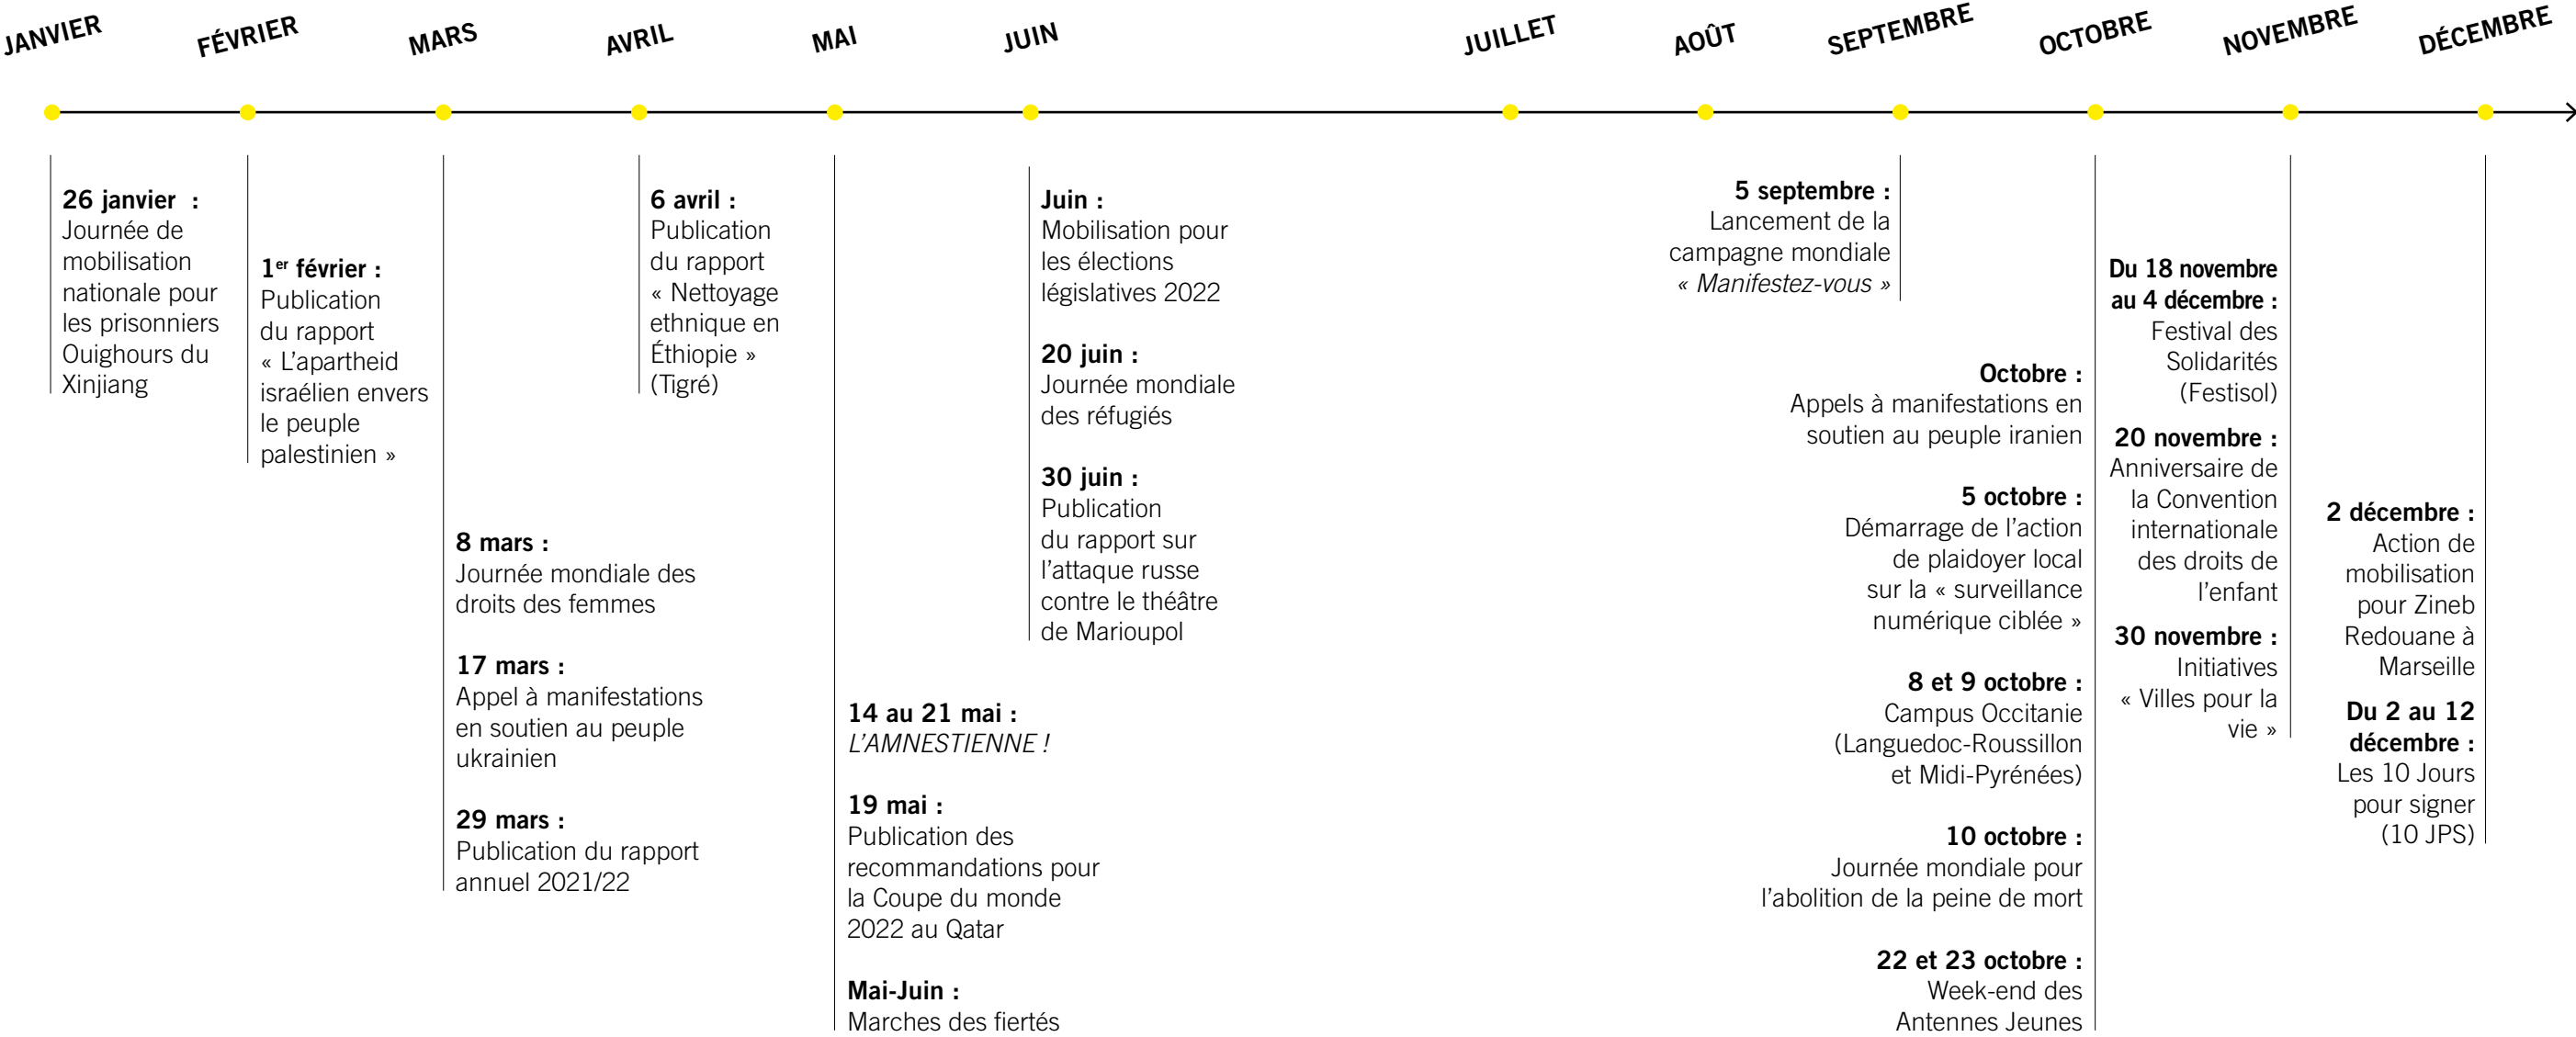 JANVIER
FÉVRIER
MARS
AVRIL
MAI
JUIN
JUILLET
AOÛT
SEPTEMBRE
OCTOBRE
NOVEMBRE
DÉCEMBRE
26 janvier :
Journée de
mobilisation
nationale pour
les prisonniers
Ouighours du
Xinjiang
1er février :
Publication
du rapport
« L’apartheid
israélien envers
le peuple
palestinien »
8 mars :
Journée mondiale des
droits des femmes
17 mars :
Appel à manifestations
en soutien au peuple
ukrainien
29 mars :
Publication du rapport
annuel 2021/22
6 avril :
Publication
du rapport
« Nettoyage
ethnique en
Éthiopie »
(Tigré)
14 au 21 mai :
L’AMNESTIENNE !
19 mai :
Publication des
recommandations pour
la Coupe du monde
2022 au Qatar
Mai-Juin :
Marches des fiertés
Juin :
Mobilisation pour
les élections
législatives 2022
20 juin :
Journée mondiale
des réfugiés
30 juin :
Publication
du rapport sur
l’attaque russe
contre le théâtre
de Marioupol
5 septembre :
Lancement de la
campagne mondiale
« Manifestez-vous »
Octobre :
Appels à manifestations en
soutien au peuple iranien
5 octobre :
Démarrage de l’action
de plaidoyer local
sur la « surveillance
numérique ciblée »
8 et 9 octobre :
Campus Occitanie
(Languedoc-Roussillon
et Midi-Pyrénées)
10 octobre :
Journée mondiale pour
l’abolition de la peine de mort
22 et 23 octobre :
Week-end des
Antennes Jeunes
Du 18 novembre
au 4 décembre :
Festival des
Solidarités
(Festisol)
20 novembre :
Anniversaire de
la Convention
internationale
des droits de
l’enfant
30 novembre :
Initiatives
« Villes pour la
vie »
2 décembre :
Action de
mobilisation
pour Zineb
Redouane à
Marseille
Du 2 au 12
décembre :
Les 10 Jours
pour signer
(10 JPS)